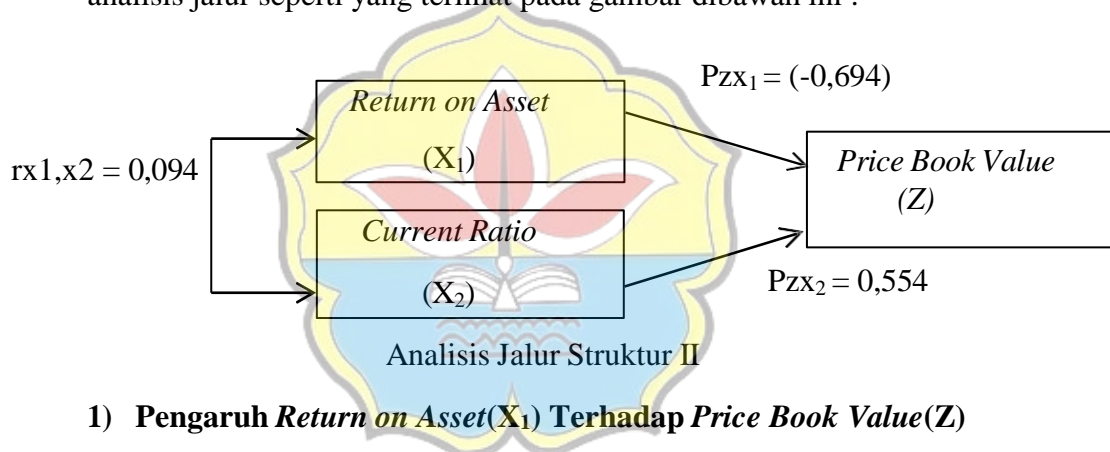 analisis jalur seperti yang terlihat pada gambar dibawah ini :
Pzx₁ = (-0,694)
Return on Asset
(X₁)
rx1,x2 = 0,094
Price Book Value
(Z)
Current Ratio
(X₂)
Pzx₂ = 0,554
Analisis Jalur Struktur II
1) Pengaruh Return on Asset(X₁) Terhadap Price Book Value(Z)